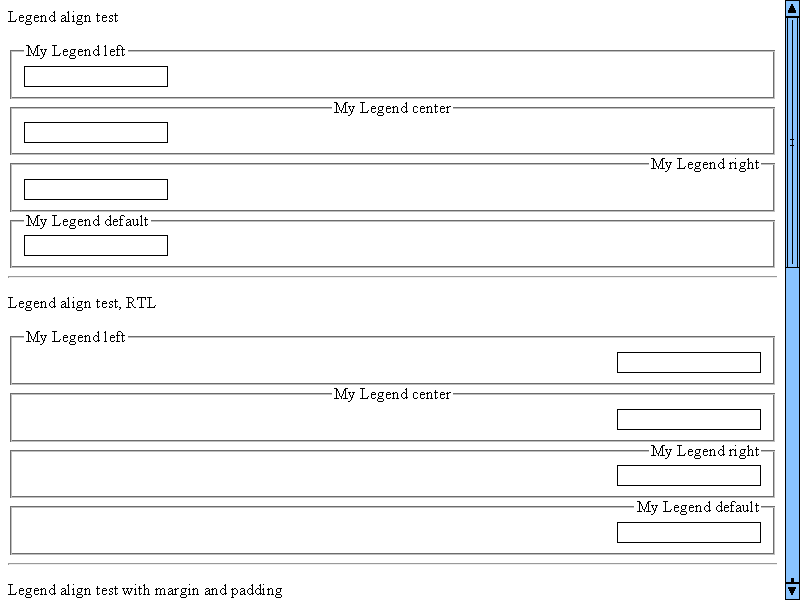 Legend align test
My Legend left
My Legend center
My Legend right
My Legend default
Legend align test, RTL
My Legend left
My Legend center
My Legend right
My Legend default
Legend align test with margin and padding